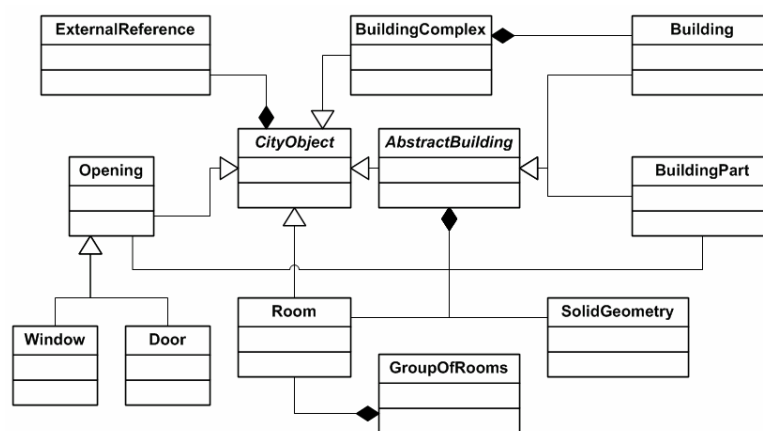 ExternalReference
BuildingComplex
Building
CityObject
AbstractBuilding
Opening
BuildingPart
Window
Door
Room
SolidGeometry
GroupOfRooms